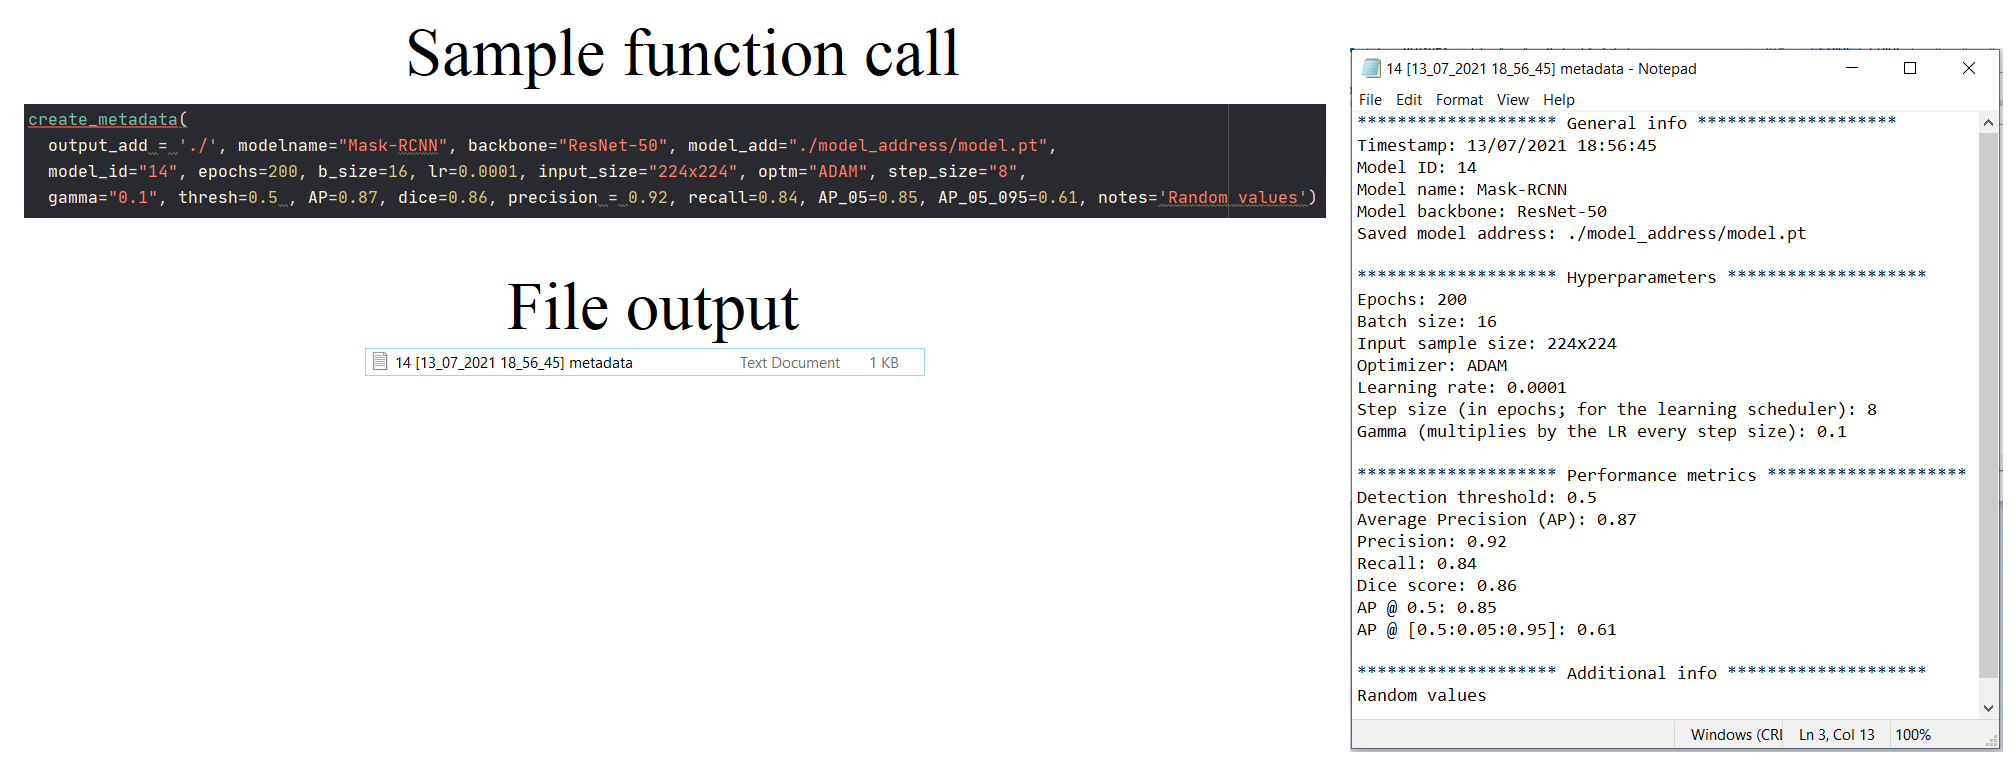 Sample function call
create_metadata(
output_add = './', modelname="Mask-RCNN", backbone="ResNet-50", model_add="./model_address/model.pt",
model_id="14", epochs=200, b_size=16, lr=0.0001, input_size="224x224", optm="ADAM", step_size="8",
gamma="0.1", thresh=0.5 , AP=0.87, dice=0.86, precision = 0.92, recall=0.84, AP_05=0.85, AP_05_095=0.61, notes='Random values')
File output
14 [13_07_2021 18_56_45] metadata Text Document 1 KB
14 [13_07_2021 18_56_45] metadata - Notepad
File Edit Format View Help
******************** General info ********************
Timestamp: 13/07/2021 18:56:45
Model ID: 14
Model name: Mask-RCNN
Model backbone: ResNet-50
Saved model address: ./model_address/model.pt
******************** Hyperparameters ********************
Epochs: 200
Batch size: 16
Input sample size: 224x224
Optimizer: ADAM
Learning rate: 0.0001
Step size (in epochs; for the learning scheduler): 8
Gamma (multiplies by the LR every step size): 0.1
******************** Performance metrics ********************
Detection threshold: 0.5
Average Precision (AP): 0.87
Precision: 0.92
Recall: 0.84
Dice score: 0.86
AP @ 0.5: 0.85
AP @ [0.5:0.05:0.95]: 0.61
******************** Additional info ********************
Random values
Windows (CRl Ln 3, Col 13 100%